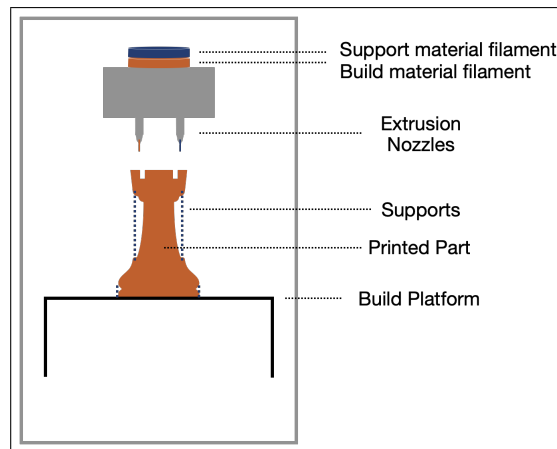 Support material filament
Build material filament
Extrusion
Nozzles
Supports
Printed Part
Build Platform